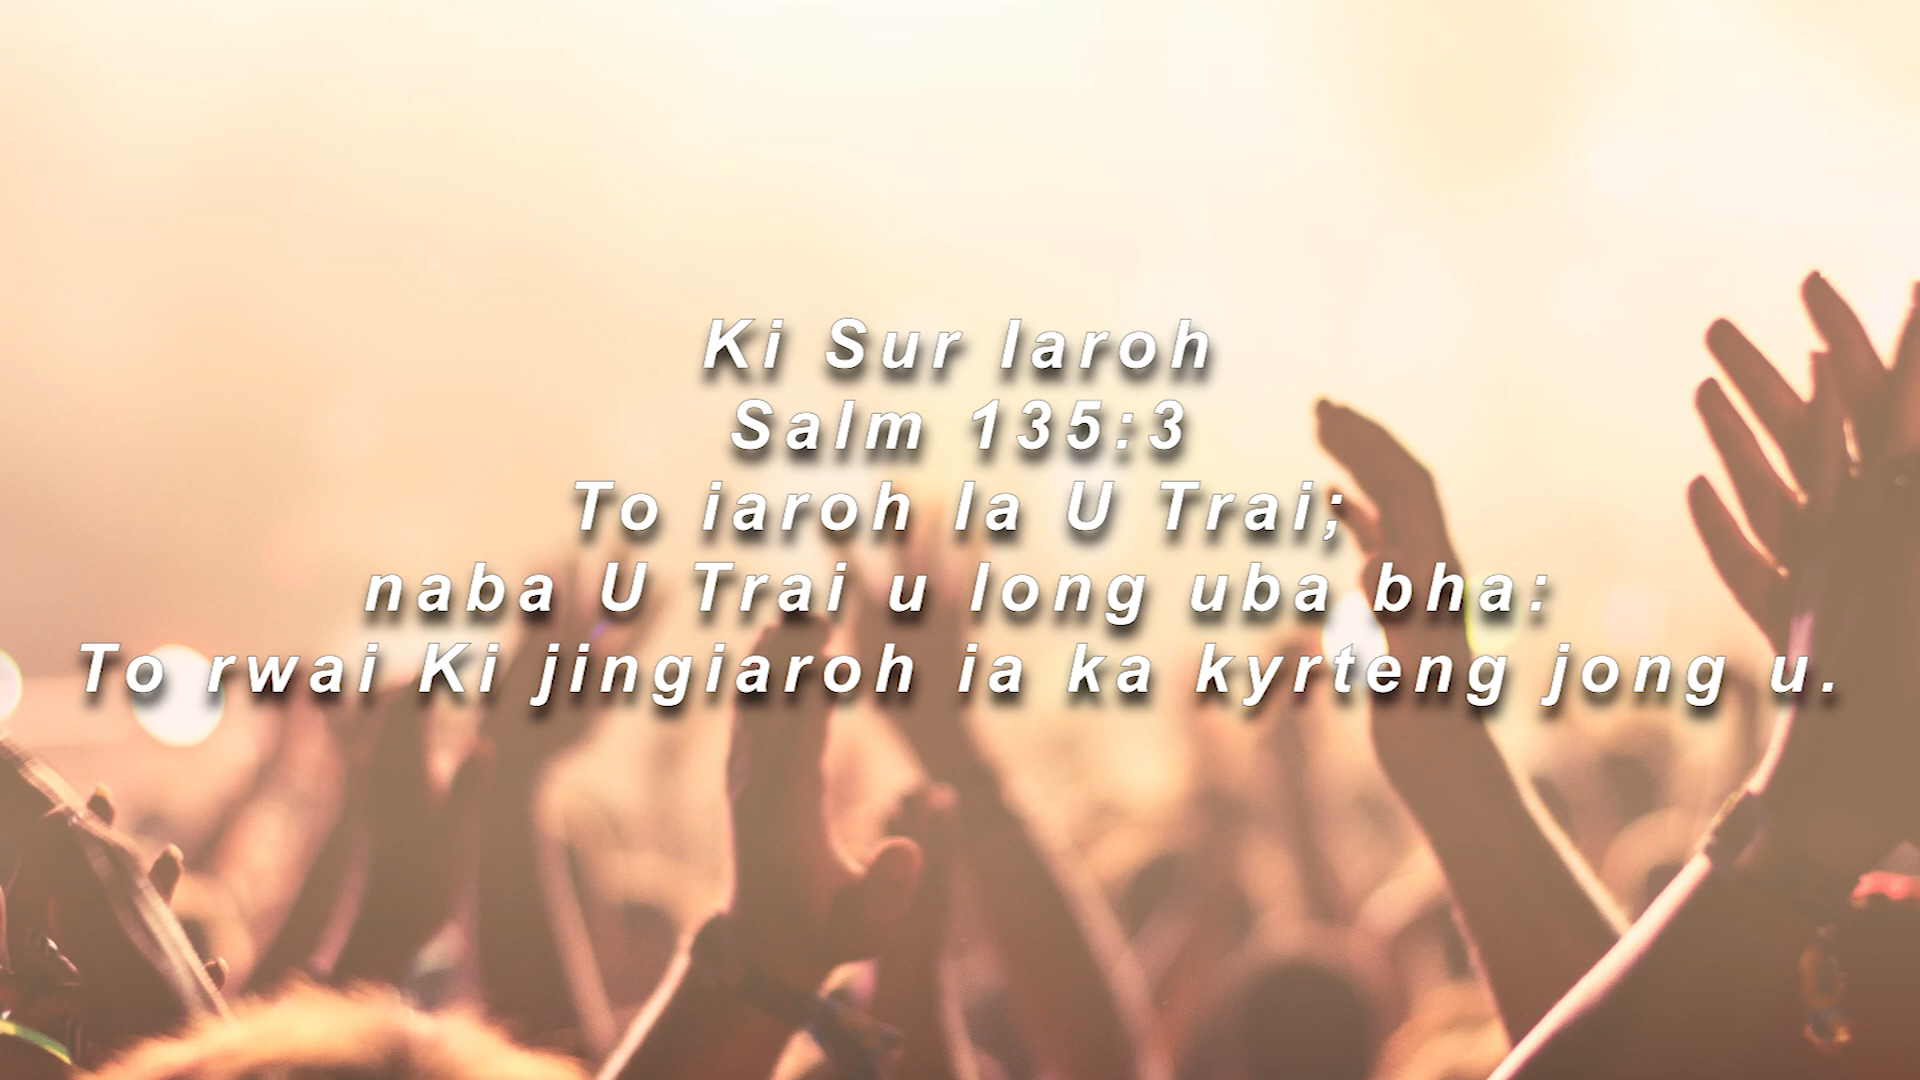 Ki Sur Iaroh
Salm 135:3
To iaroh Ia U Trai;
naba U Trai u long uba bha:
To rwai Ki jingiaroh ia ka kyrteng jong u.